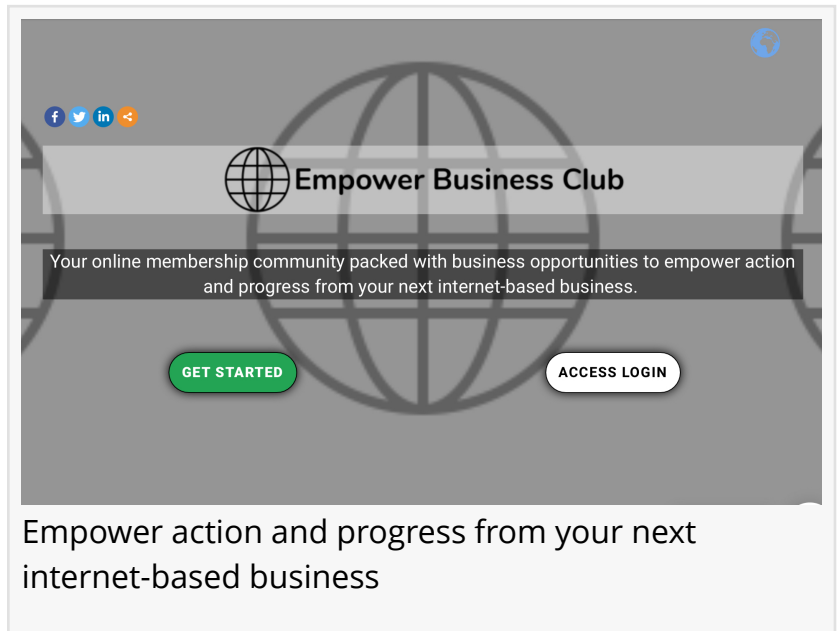 Empower Business Club
Your online membership community packed with business opportunities to empower action
and progress from your next internet-based business.
GET STARTED
ACCESS LOGIN
Empower action and progress from your next
internet-based business